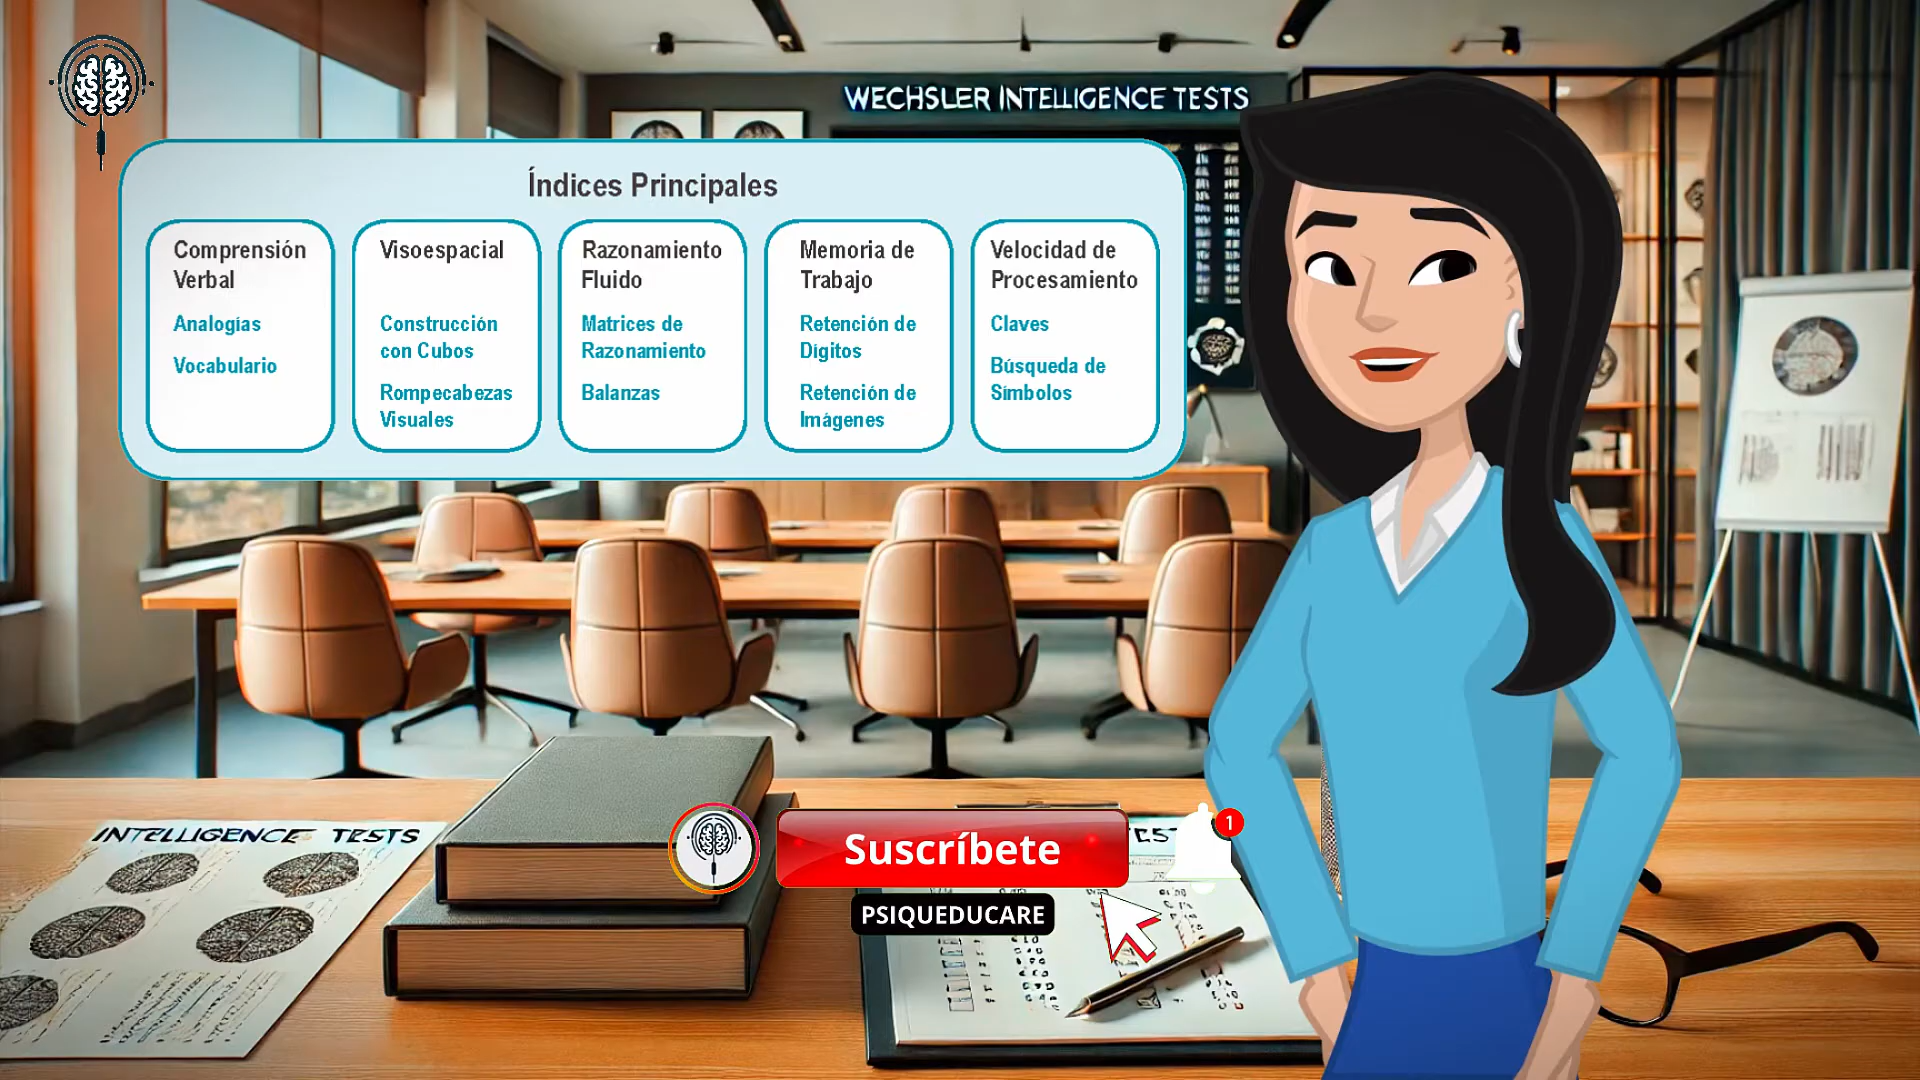 WECHSLER INTELLIGENCE TESTS
Índices Principales
Comprensión
Verbal
Analogías
Vocabulario
Visoespacial
Construcción
con Cubos
Rompecabezas
Visuales
Razonamiento
Fluido
Matrices de
Razonamiento
Balanzas
Memoria de
Trabajo
Retención de
Dígitos
Retención de
Imágenes
Velocidad de
Procesamiento
Claves
Búsqueda de
Símbolos
INTELLIGENCE TESTS
Suscríbete
1
PSIQUEDUCARE